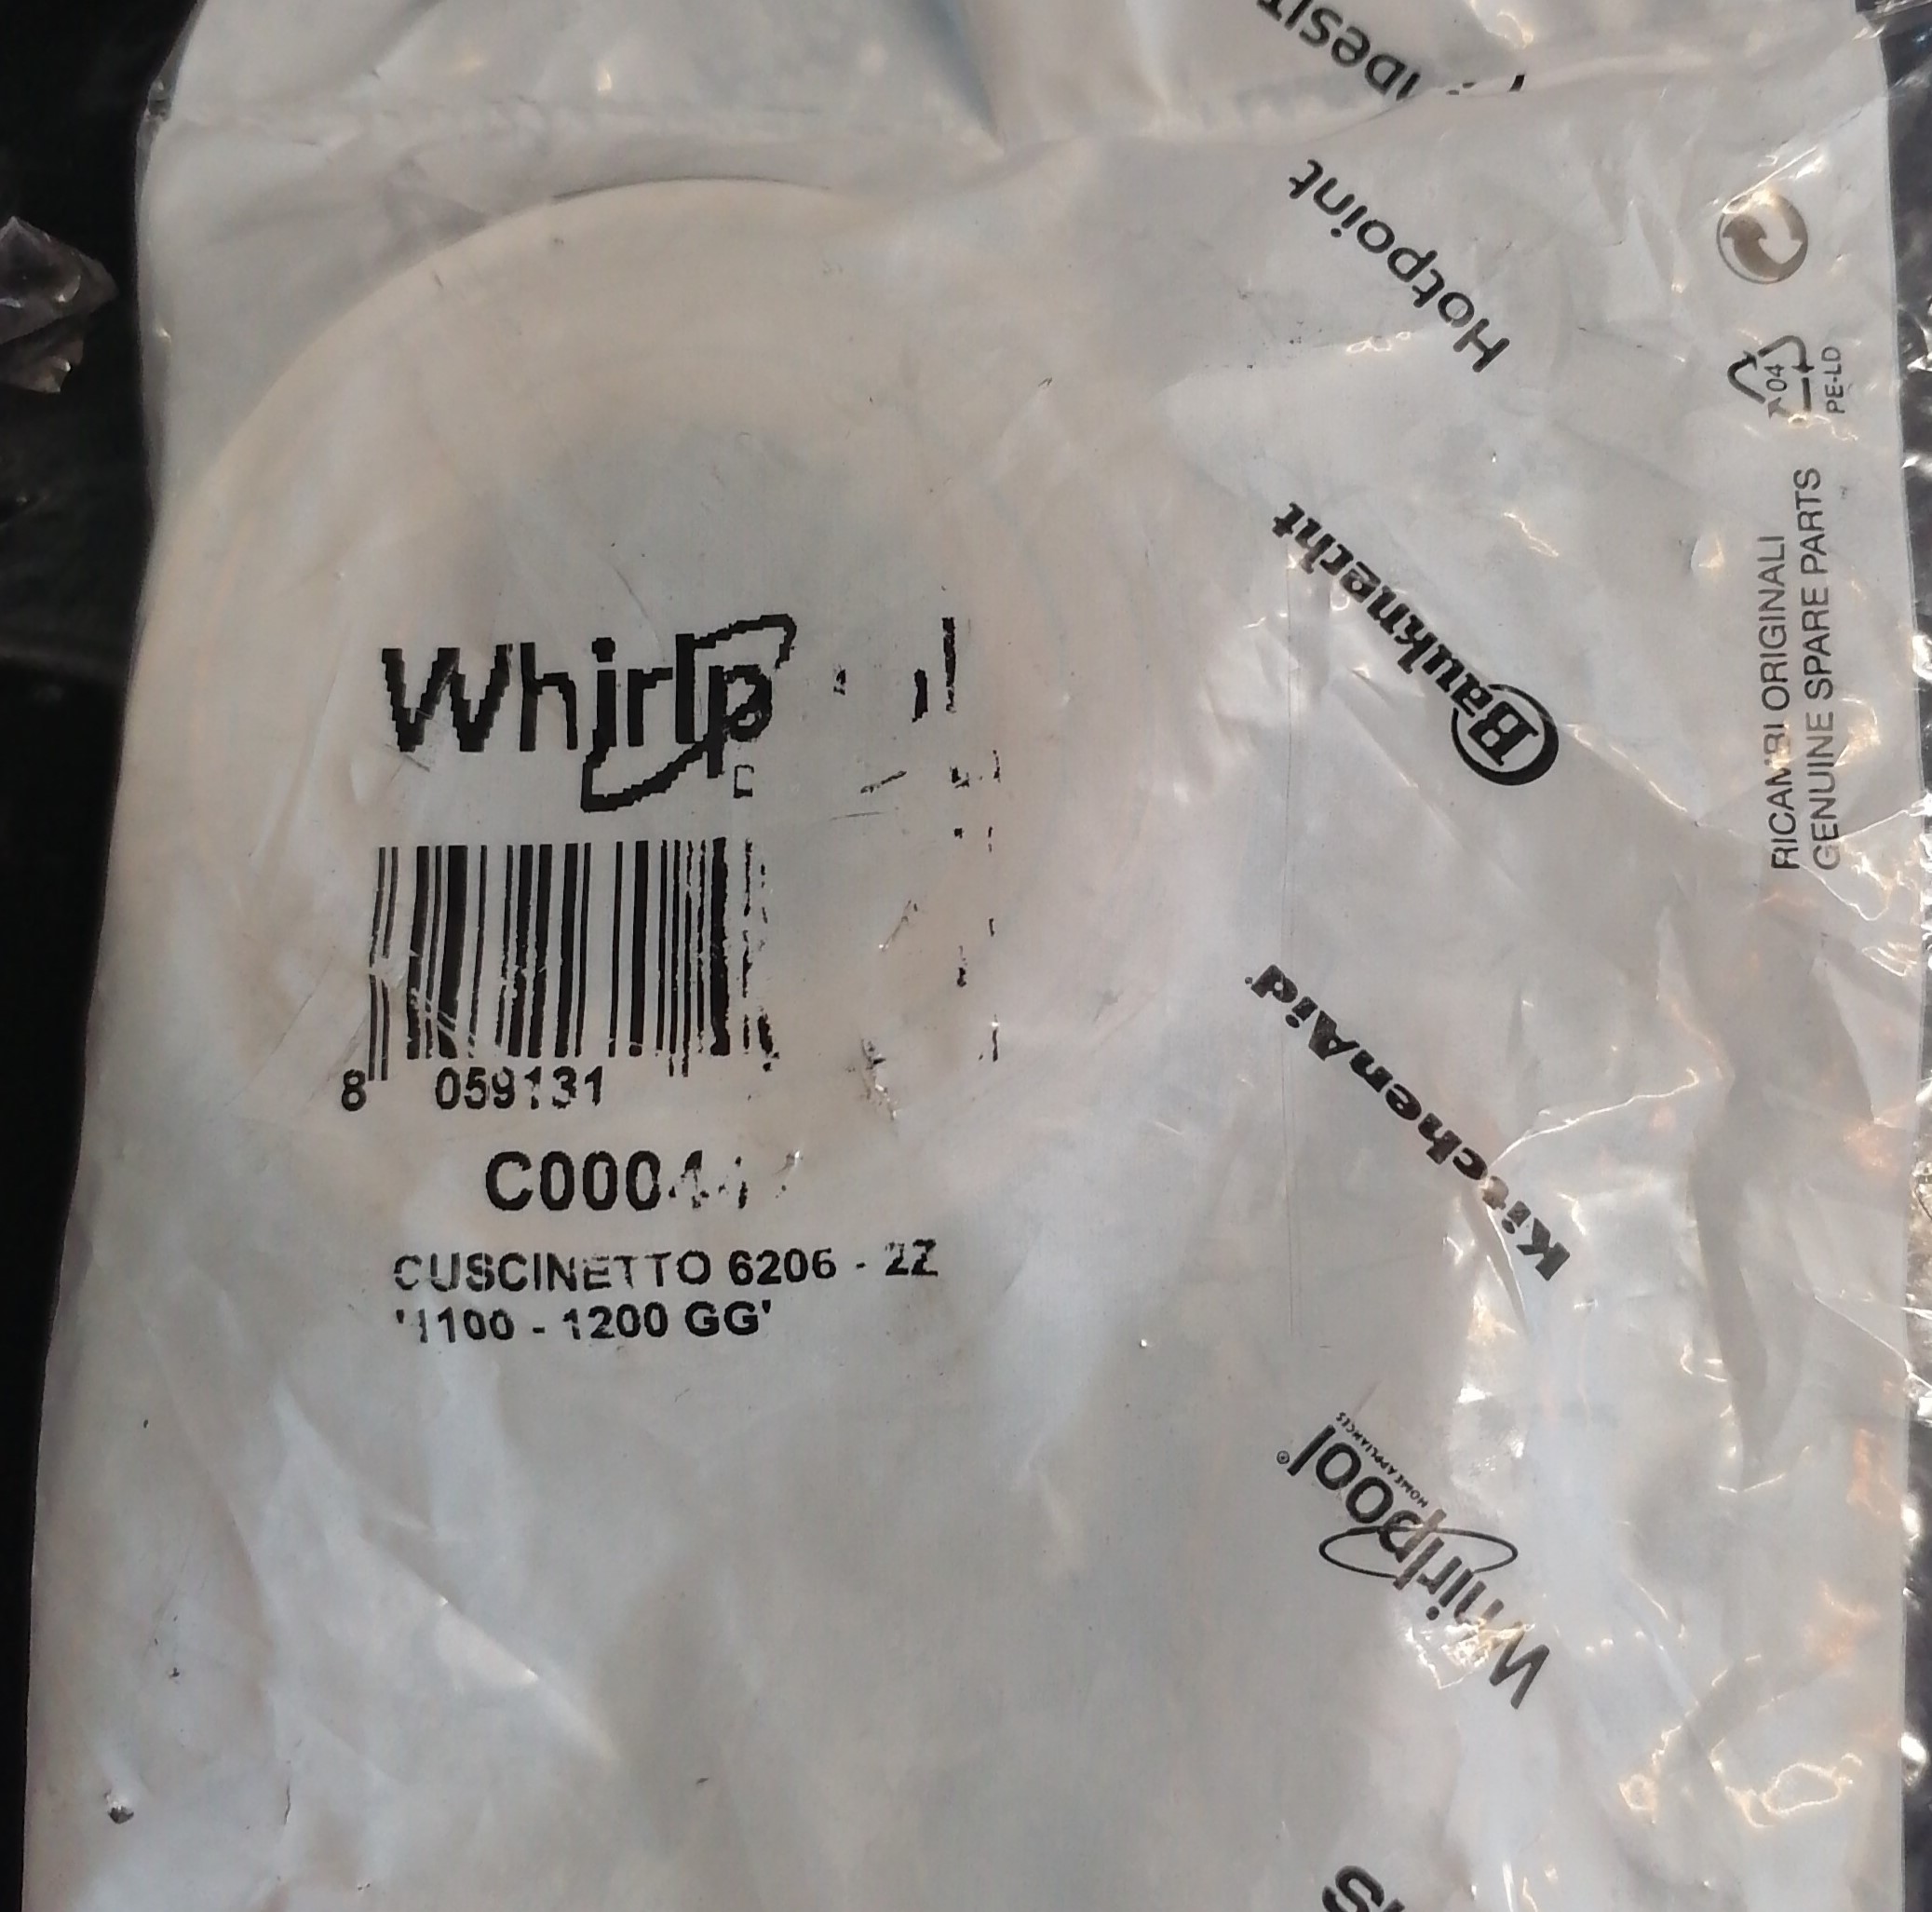 Hotpoint
Bauknecht
KitchenAid
Whirlpool
HOME APPLIANCES
04
PE-LD
RICAMBI ORIGINALI
GENUINE SPARE PARTS
8 059131
CUSCINETTO 6206 - 2Z
'1100 - 1200 GG'